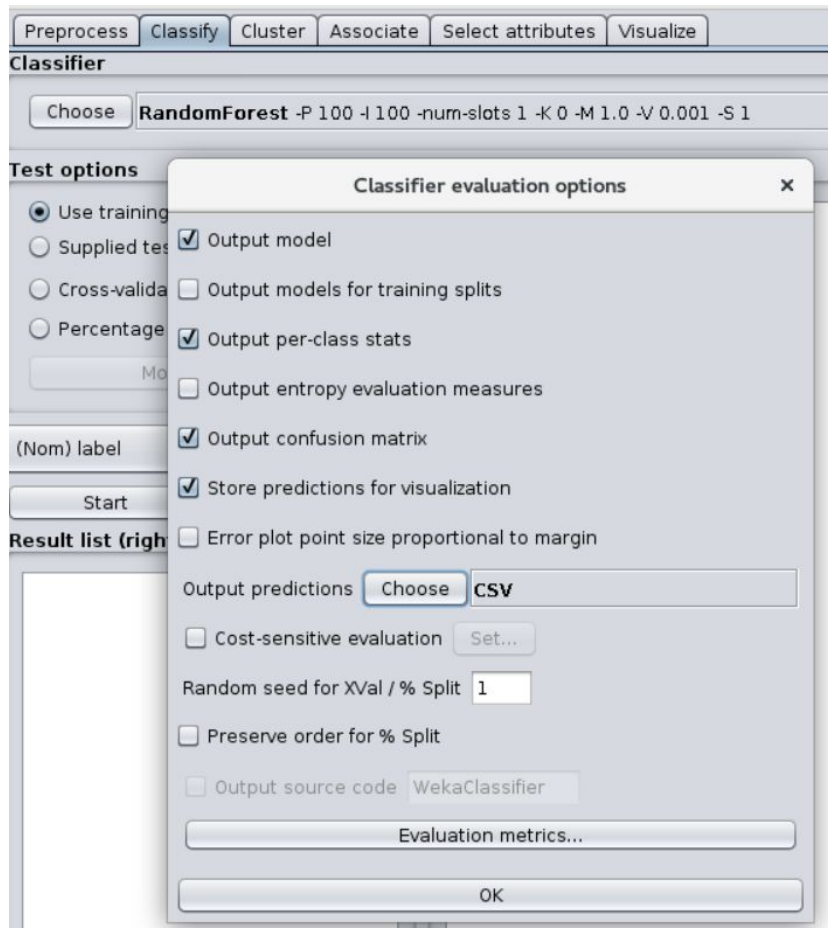 Preprocess Classify Cluster Associate Select attributes Visualize
Classifier
Choose RandomForest -P 100 -I 100 -num-slots 1 -K 0 -M 1.0 -V 0.001 -S 1
Test options
Classifier evaluation options ×
Use training
Supplied tes
Cross-valida
Percentage
Mo
(Nom) label
Start
Result list (righ
Output model
Output models for training splits
Output per-class stats
Output entropy evaluation measures
Output confusion matrix
Store predictions for visualization
Error plot point size proportional to margin
Output predictions Choose CSV
Cost-sensitive evaluation Set...
Random seed for XVal / % Split 1
Preserve order for % Split
Output source code WekaClassifier
Evaluation metrics...
OK